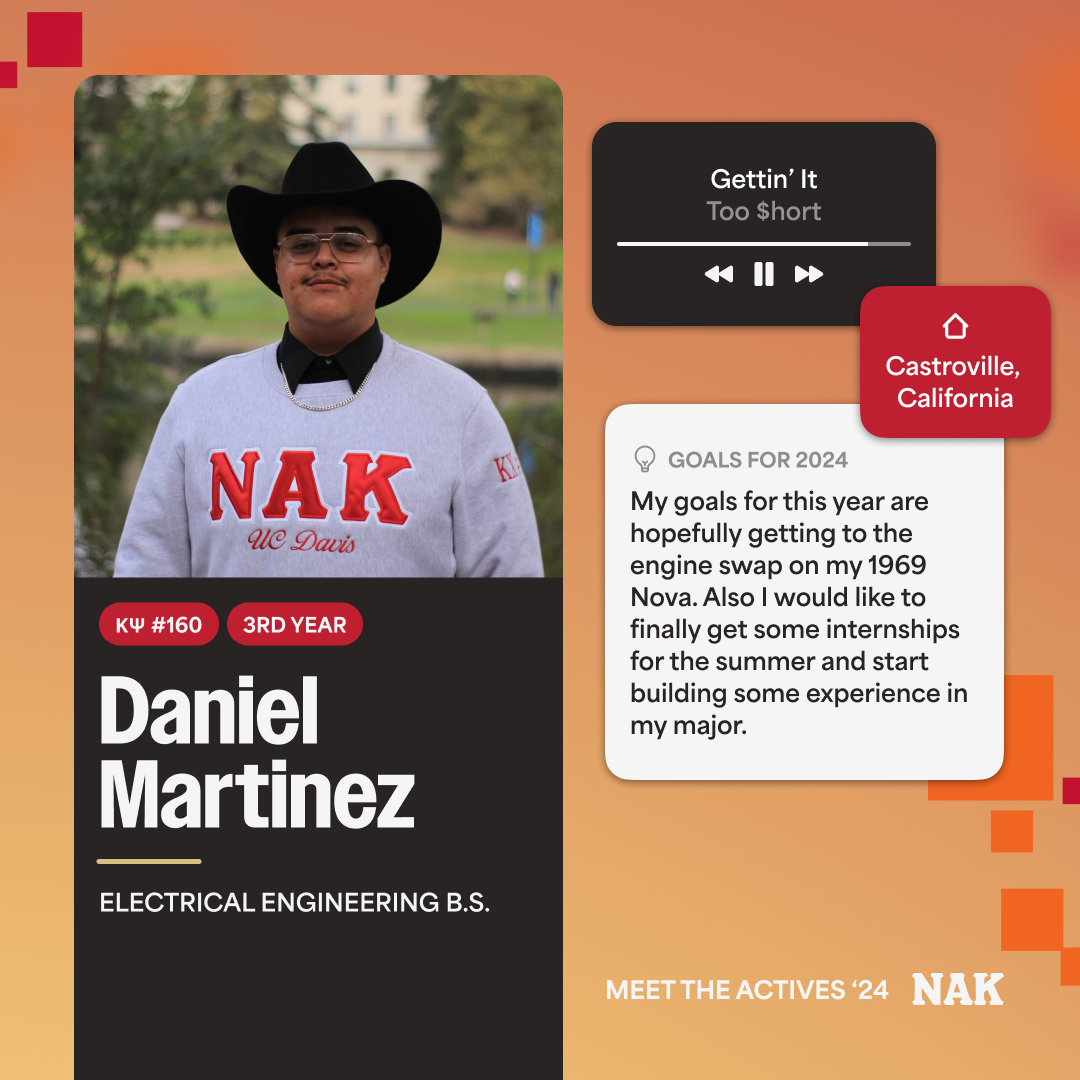 NAK
UC Davis
KΨ #160
3RD YEAR
Daniel
Martinez
ELECTRICAL ENGINEERING B.S.
Gettin’ It
Too $hort
Castroville,
California
GOALS FOR 2024
My goals for this year are
hopefully getting to the
engine swap on my 1969
Nova. Also I would like to
finally get some internships
for the summer and start
building some experience in
my major.
MEET THE ACTIVES ‘24
NAK